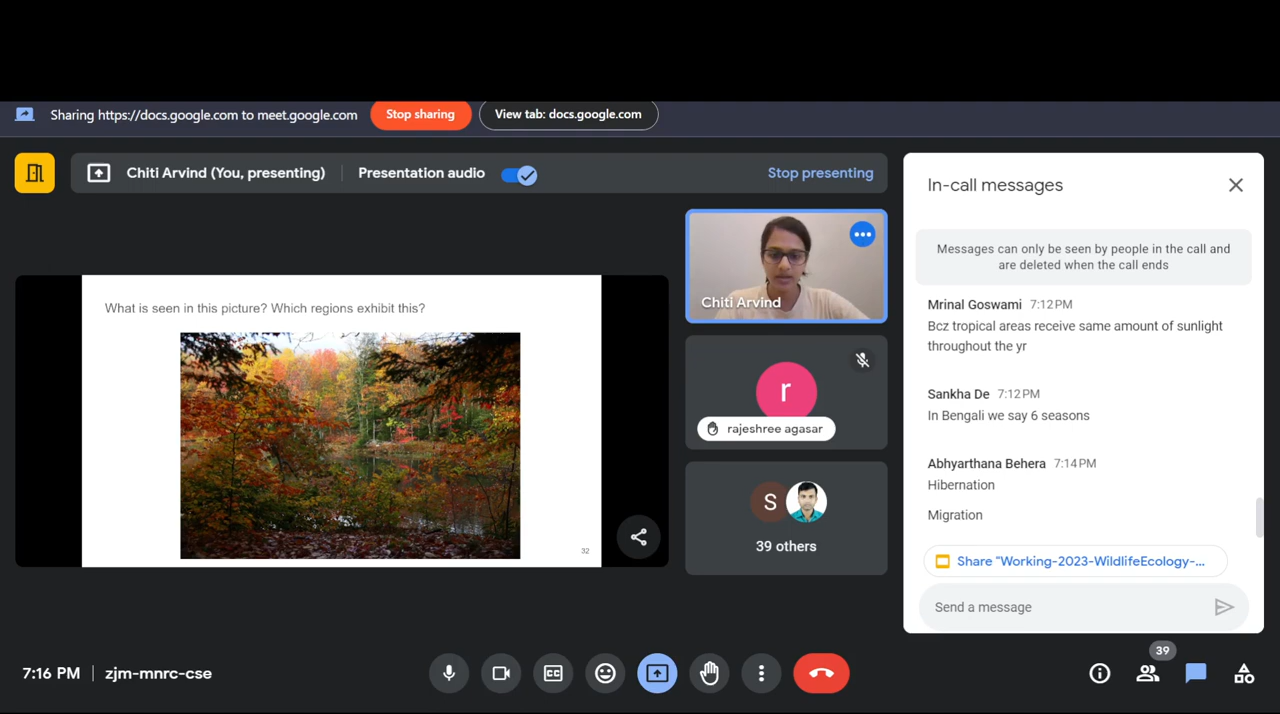 Sharing https://docs.google.com to meet.google.com
Stop sharing
View tab: docs.google.com
Chiti Arvind (You, presenting)
Presentation audio
Stop presenting
What is seen in this picture? Which regions exhibit this?
32
Chiti Arvind
r
rajeshree agasar
S
39 others
In-call messages
Messages can only be seen by people in the call and
are deleted when the call ends
Mrinal Goswami 7:12 PM
Bcz tropical areas receive same amount of sunlight
throughout the yr
Sankha De 7:12 PM
In Bengali we say 6 seasons
Abhyarthana Behera 7:14 PM
Hibernation
Migration
Share "Working-2023-WildlifeEcology-...
Send a message
7:16 PM
zjm-mnrc-cse
CC
39